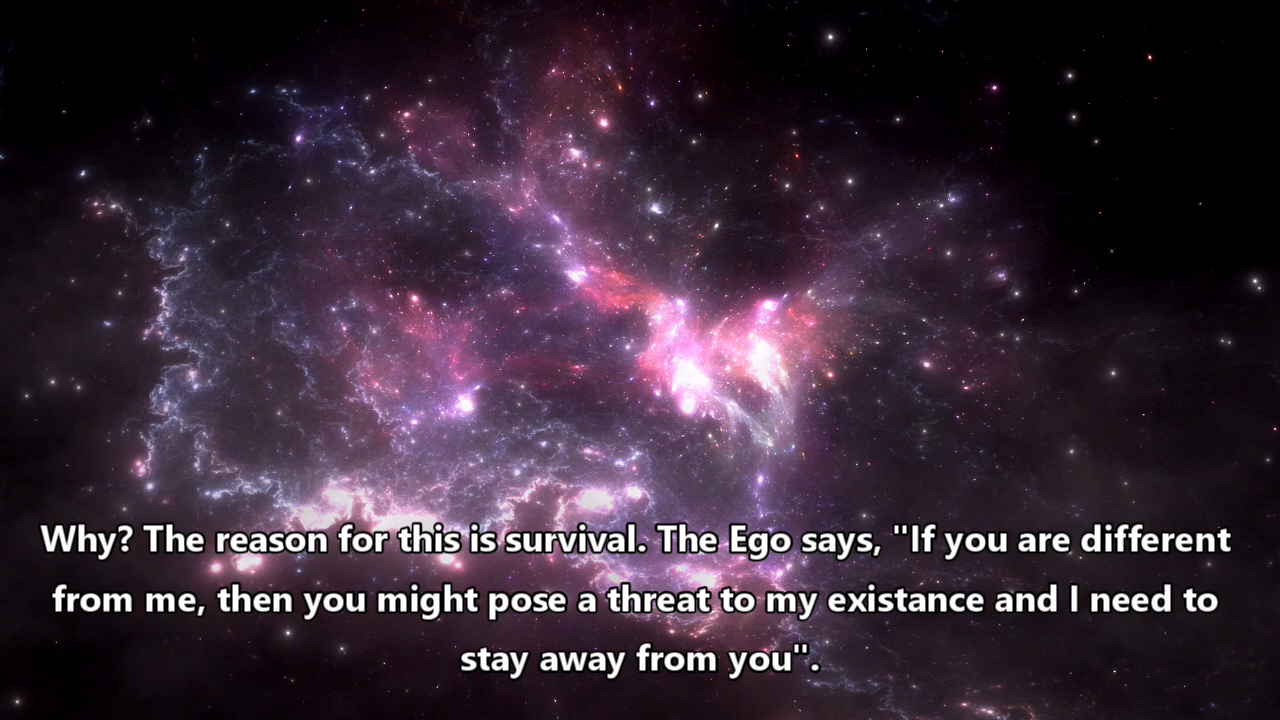 Why? The reason for this is survival. The Ego says, "If you are different
from me, then you might pose a threat to my existance and I need to
stay away from you".